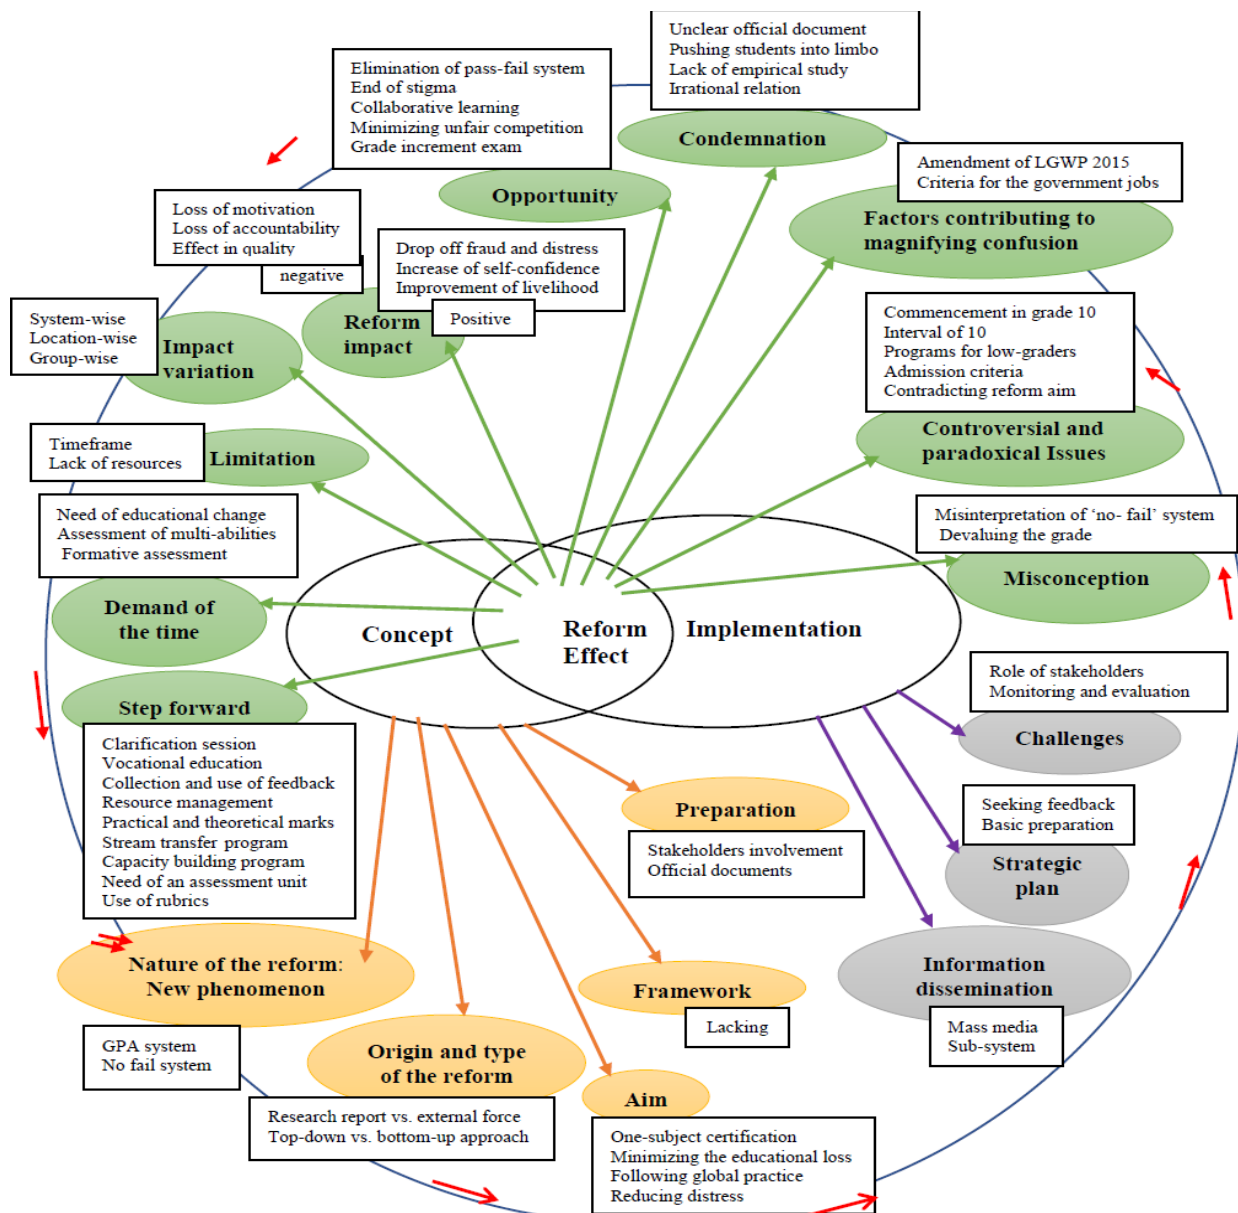 Unclear official document
Pushing students into limbo
Lack of empirical study
Irrational relation
Condemnation
Elimination of pass-fail system
End of stigma
Collaborative learning
Minimizing unfair competition
Grade increment exam
Opportunity
Amendment of LGWP 2015
Criteria for the government jobs
Factors contributing to
magnifying confusion
Loss of motivation
Loss of accountability
Effect in quality
negative
Drop off fraud and distress
Increase of self-confidence
Improvement of livelihood
Positive
Reform
impact
System-wise
Location-wise
Group-wise
Impact
variation
Commencement in grade 10
Interval of 10
Programs for low-graders
Admission criteria
Contradicting reform aim
Controversial and
paradoxical Issues
Timeframe
Lack of resources
Limitation
Need of educational change
Assessment of multi-abilities
Formative assessment
Demand of
the time
Misinterpretation of ‘no- fail’ system
Devaluing the grade
Misconception
Concept
Reform
Effect
Implementation
Step forward
Clarification session
Vocational education
Collection and use of feedback
Resource management
Practical and theoretical marks
Stream transfer program
Capacity building program
Need of an assessment unit
Use of rubrics
Role of stakeholders
Monitoring and evaluation
Challenges
Preparation
Stakeholders involvement
Official documents
Seeking feedback
Basic preparation
Strategic
plan
Nature of the reform:
New phenomenon
GPA system
No fail system
Framework
Lacking
Information
dissemination
Mass media
Sub-system
Origin and type
of the reform
Research report vs. external force
Top-down vs. bottom-up approach
Aim
One-subject certification
Minimizing the educational loss
Following global practice
Reducing distress